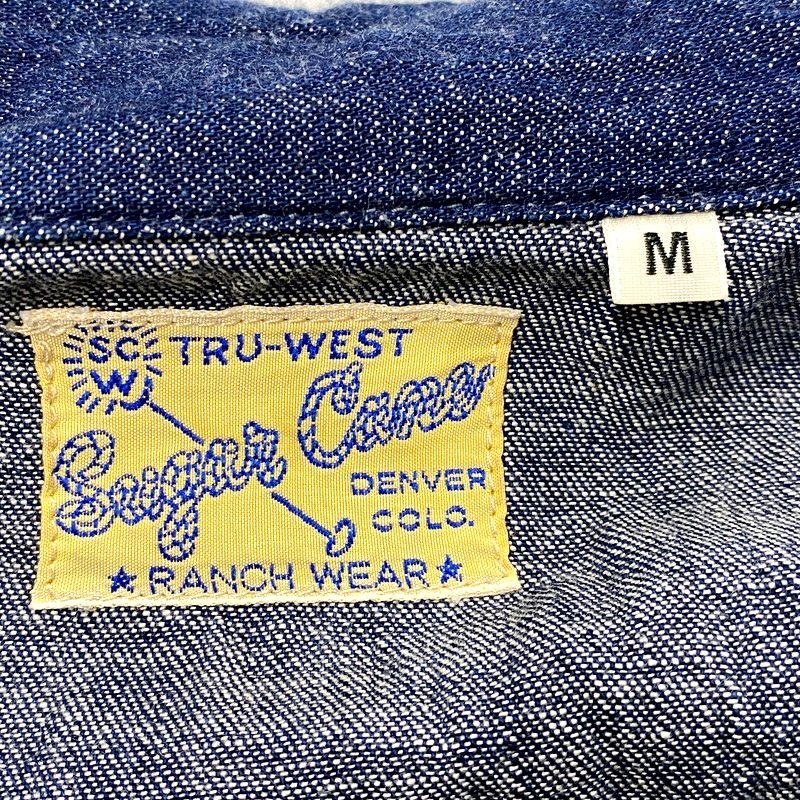 M
SC
W
TRU-WEST
Sugar Cane
DENVER
COLO.
★ RANCH WEAR ★